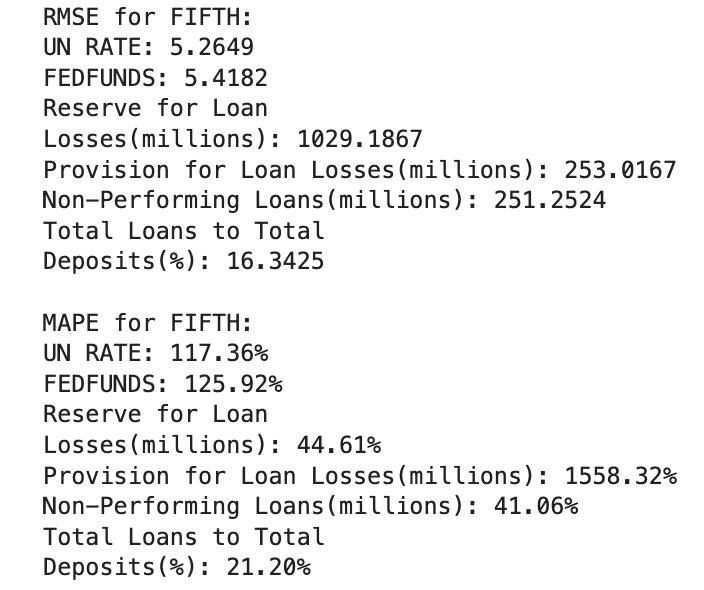 RMSE for FIFTH:
UN RATE: 5.2649
FEDFUNDS: 5.4182
Reserve for Loan
Losses(millions): 1029.1867
Provision for Loan Losses(millions): 253.0167
Non-Performing Loans(millions): 251.2524
Total Loans to Total
Deposits(%): 16.3425

MAPE for FIFTH:
UN RATE: 117.36%
FEDFUNDS: 125.92%
Reserve for Loan
Losses(millions): 44.61%
Provision for Loan Losses(millions): 1558.32%
Non-Performing Loans(millions): 41.06%
Total Loans to Total
Deposits(%): 21.20%